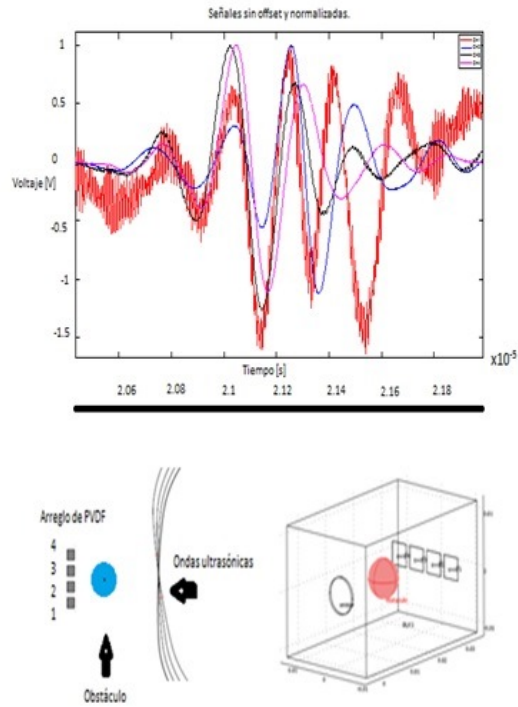 Señales sin offset y normalizadas.
1
0.5
0
Voltaje [V]
-0.5
-1
-1.5
x10-5
Tiempo [s]
2.06 2.08 2.1 2.12 2.14 2.16 2.18
Arreglo de PVDF
4
3
2
1
Ondas ultrasónicas
Obstáculo